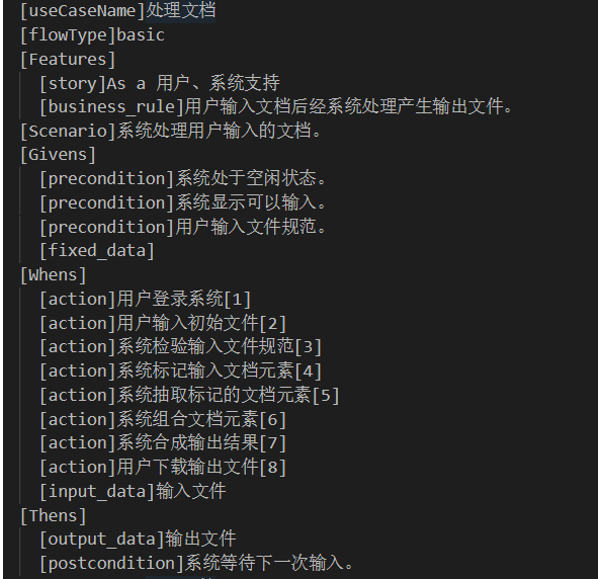 [useCaseName]处理文档
[flowType]basic
[Features]
[story]As a 用户、系统支持
[business_rule]用户输入文档后经系统处理产生输出文件。
[Scenario]系统处理用户输入的文档。
[Givens]
[precondition]系统处于空闲状态。
[precondition]系统显示可以输入。
[precondition]用户输入文件规范。
[fixed_data]
[Whens]
[action]用户登录系统[1]
[action]用户输入初始文件[2]
[action]系统检验输入文件规范[3]
[action]系统标记输入文档元素[4]
[action]系统抽取标记的文档元素[5]
[action]系统组合文档元素[6]
[action]系统合成输出结果[7]
[action]用户下载输出文件[8]
[input_data]输入文件
[Thens]
[output_data]输出文件
[postcondition]系统等待下一次输入。